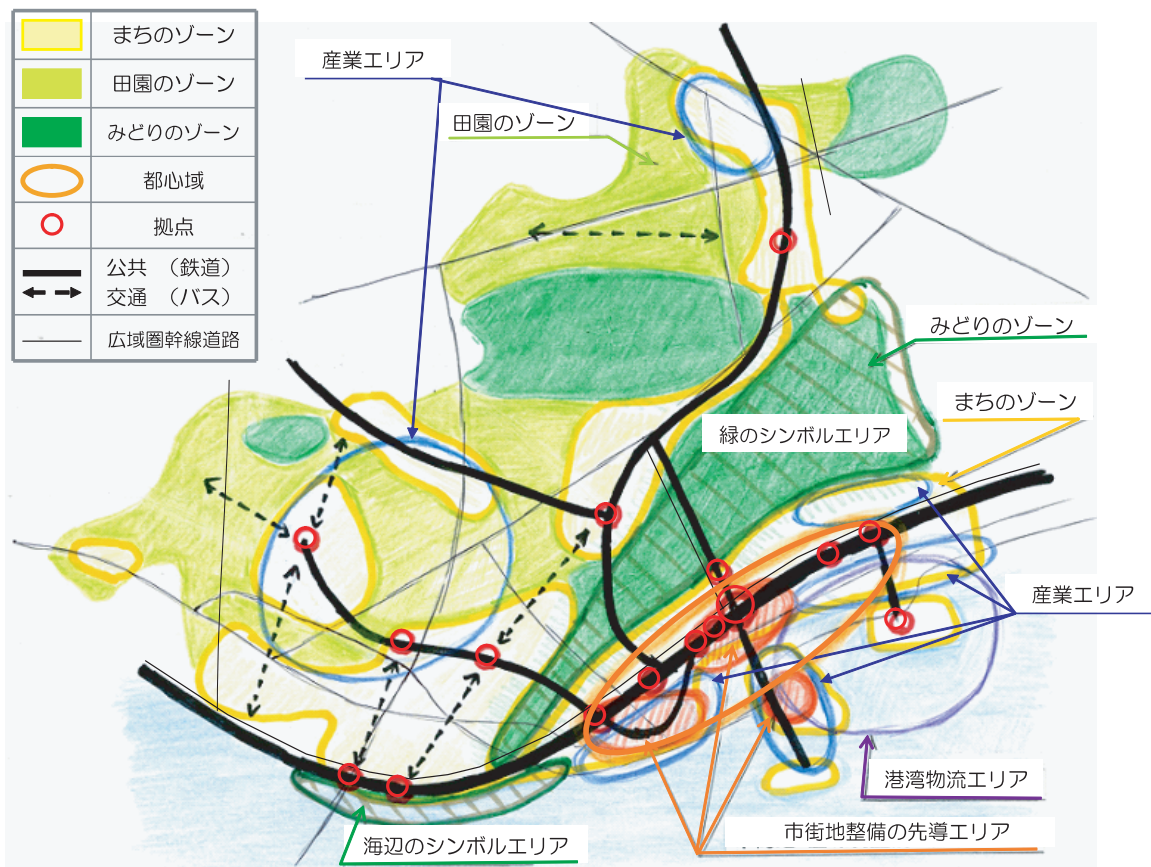 まちのゾーン
田園のゾーン
みどりのゾーン
都心域
拠点
公共 （鉄道）
交通 （バス）
広域圏幹線道路
産業エリア
田園のゾーン
みどりのゾーン
まちのゾーン
緑のシンボルエリア
産業エリア
港湾物流エリア
市街地整備の先導エリア
海辺のシンボルエリア